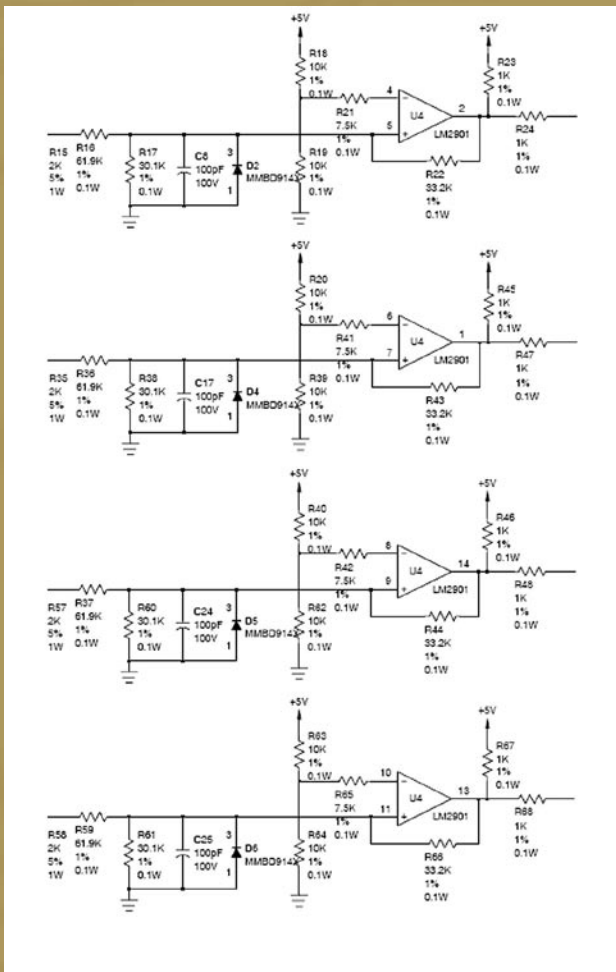 +5V
+5V
R18
10K
1%
0.1W
R23
1K
1%
0.1W
R21
7.5K
1%
0.1W
4
5
U4
2
LM2901
R24
1K
1%
0.1W
R22
33.2K
1%
0.1W
R15
2K
5%
1W
R16
61.9K
1%
0.1W
R17
30.1K
1%
0.1W
C8
100pF
100V
3
D2
MMBD914
1
R19
10K
1%
0.1W
+5V
+5V
R20
10K
1%
0.1W
R45
1K
1%
0.1W
R41
7.5K
1%
0.1W
6
7
U4
1
LM2901
R47
1K
1%
0.1W
R43
33.2K
1%
0.1W
R35
2K
5%
1W
R36
61.9K
1%
0.1W
R38
30.1K
1%
0.1W
C17
100pF
100V
3
D4
MMBD914
1
R39
10K
1%
0.1W
+5V
+5V
R40
10K
1%
0.1W
R46
1K
1%
0.1W
R42
7.5K
1%
0.1W
8
9
U4
14
LM2901
R48
1K
1%
0.1W
R44
33.2K
1%
0.1W
R57
2K
5%
1W
R37
61.9K
1%
0.1W
R60
30.1K
1%
0.1W
C24
100pF
100V
3
D5
MMBD914
1
R62
10K
1%
0.1W
+5V
+5V
R63
10K
1%
0.1W
R67
1K
1%
0.1W
R65
7.5K
1%
0.1W
10
11
U4
13
LM2901
R68
1K
1%
0.1W
R66
33.2K
1%
0.1W
R58
2K
5%
1W
R59
61.9K
1%
0.1W
R61
30.1K
1%
0.1W
C25
100pF
100V
3
D6
MMBD914
1
R64
10K
1%
0.1W